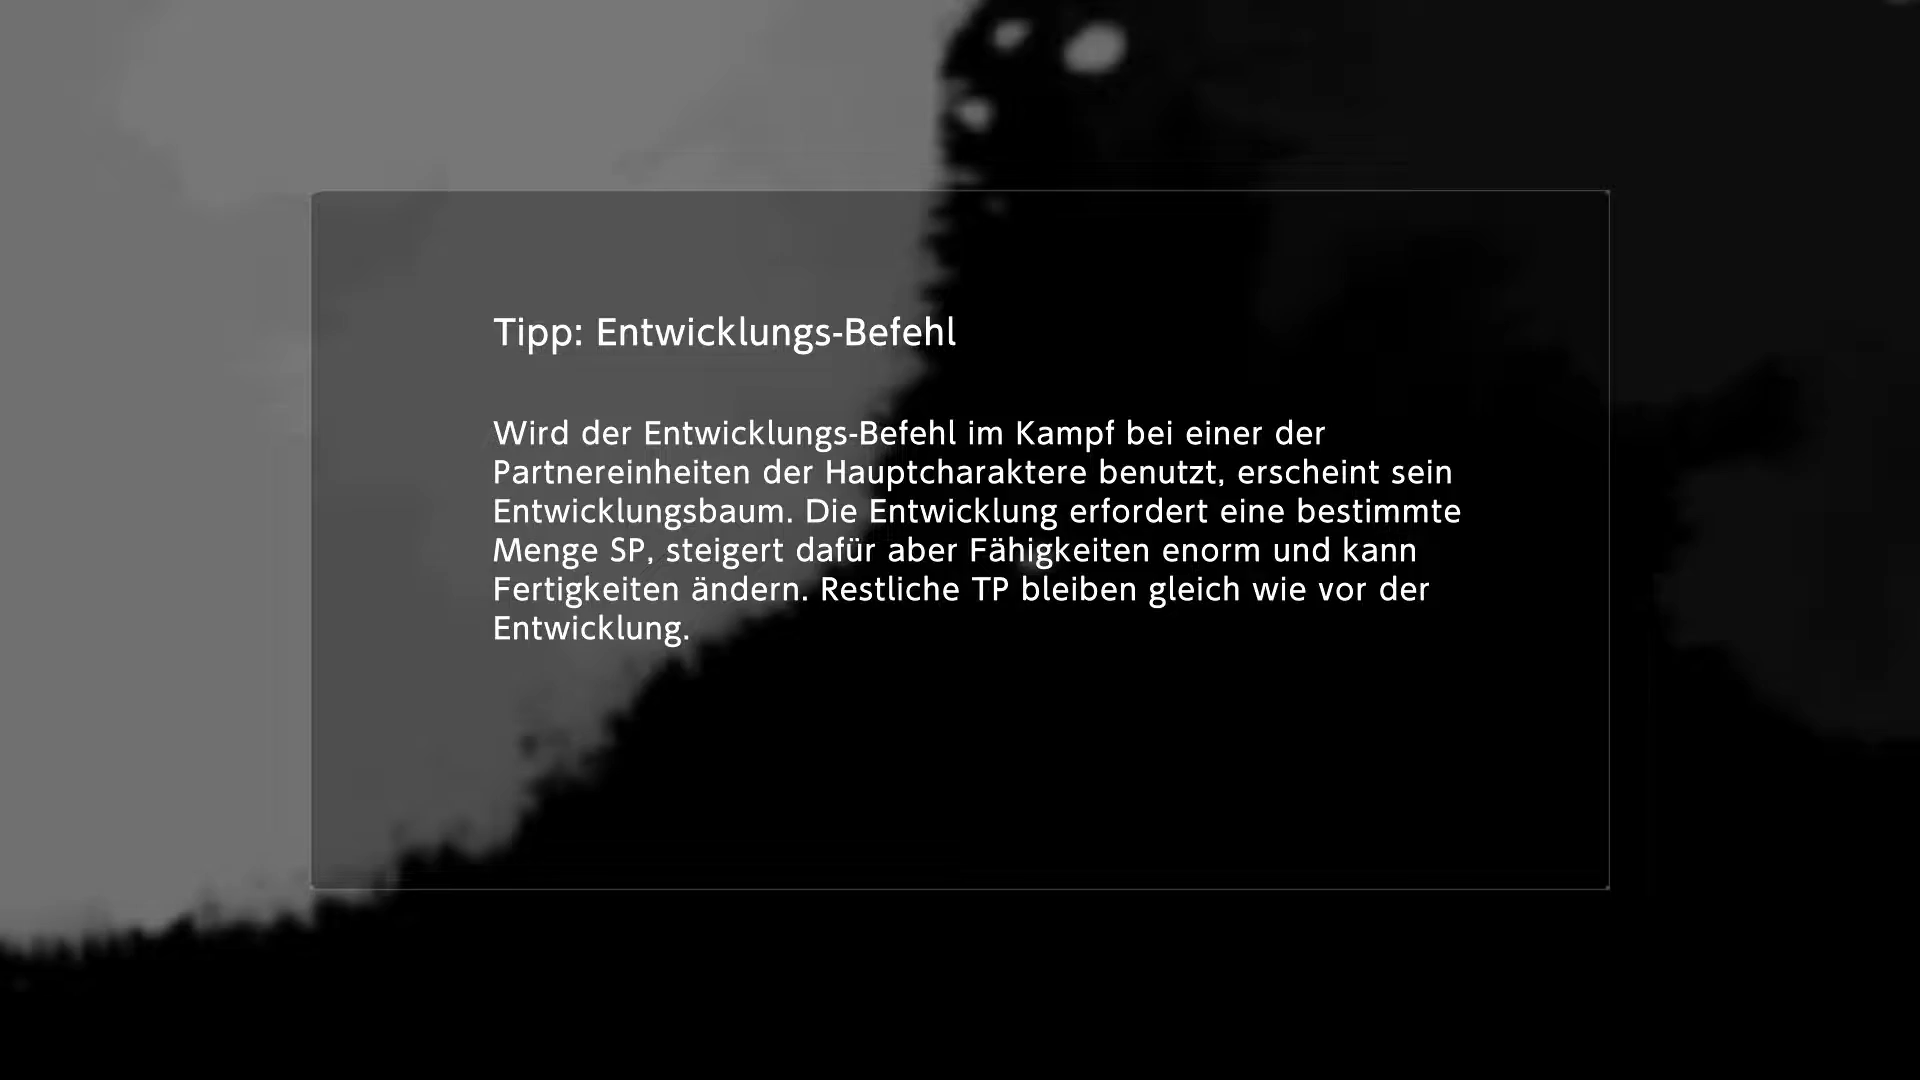 Tipp: Entwicklungs-Befehl
Wird der Entwicklungs-Befehl im Kampf bei einer der
Partnereinheiten der Hauptcharaktere benutzt, erscheint sein
Entwicklungsbaum. Die Entwicklung erfordert eine bestimmte
Menge SP, steigert dafür aber Fähigkeiten enorm und kann
Fertigkeiten ändern. Restliche TP bleiben gleich wie vor der
Entwicklung.